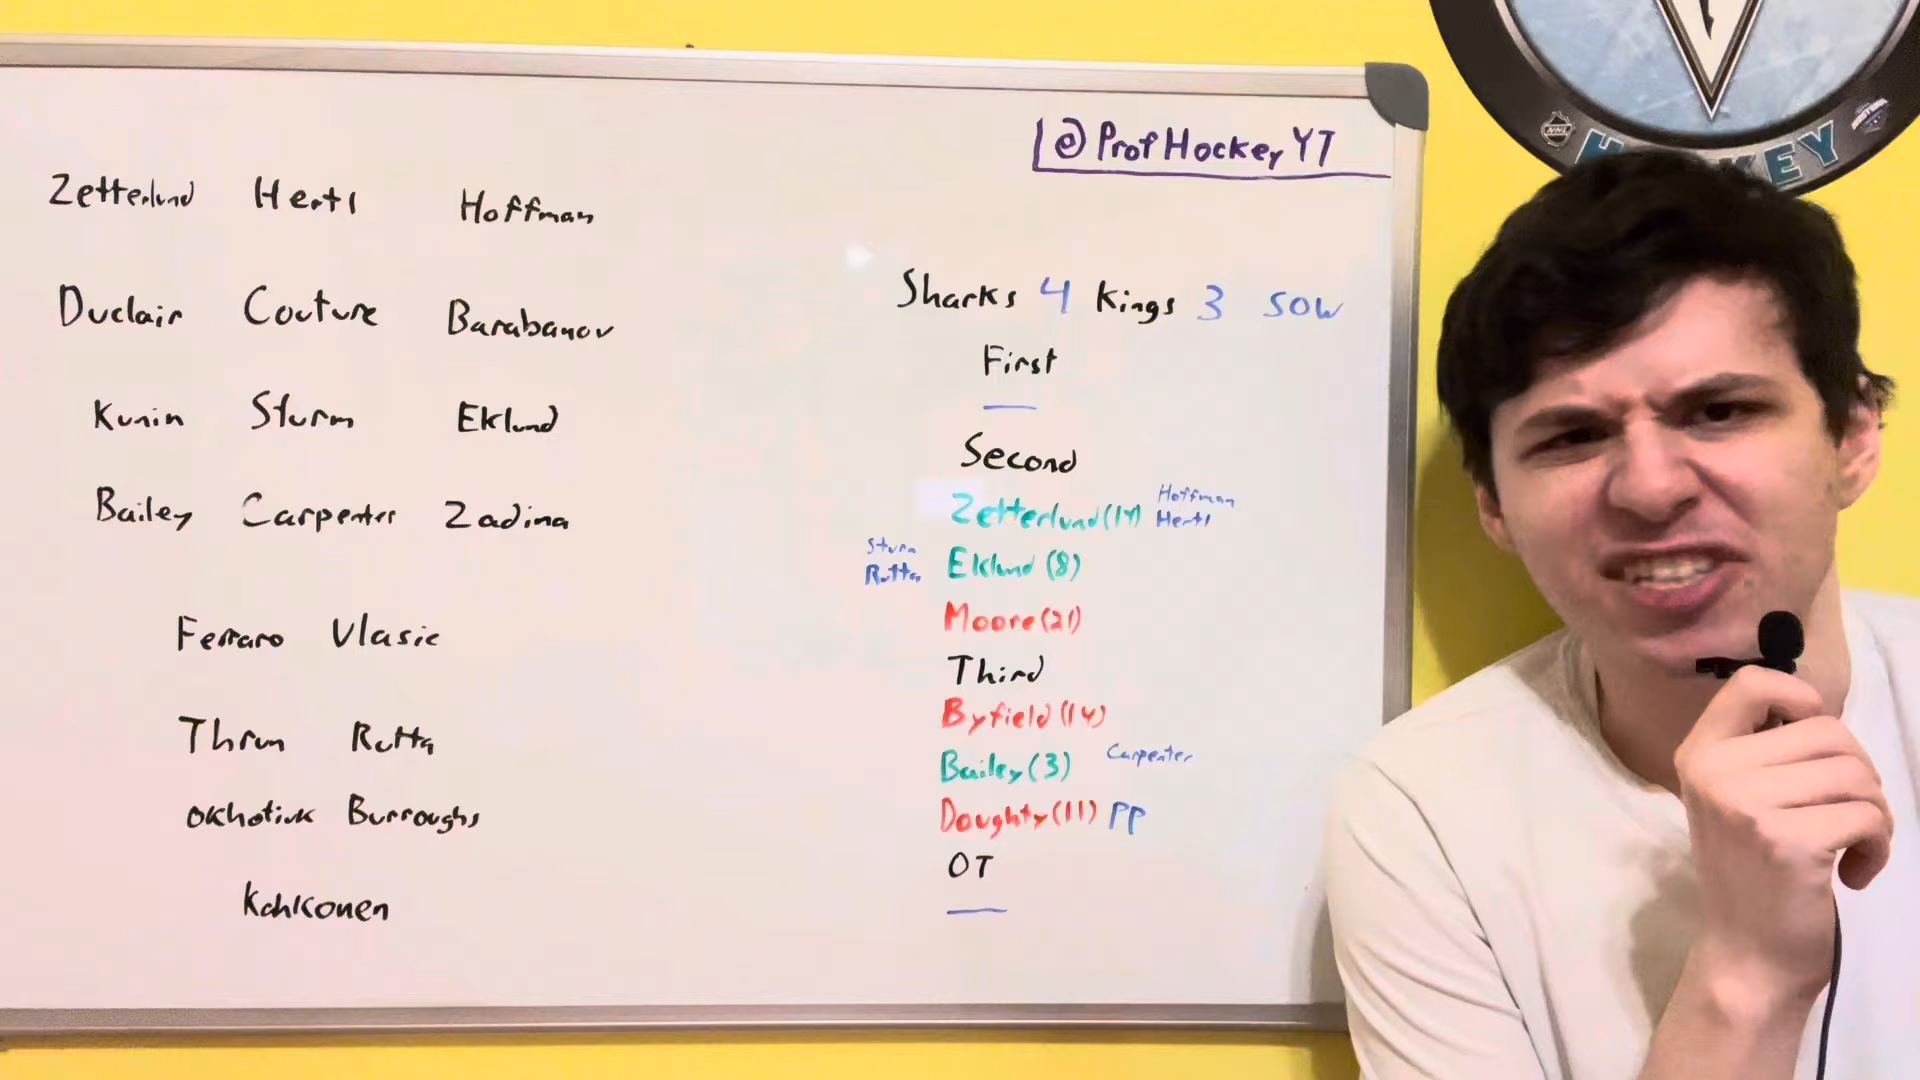 @ProfHockeyYT
Zetterlund Hertl Hoffman
Duclair Couture Barabanov
Kunin Sturm Eklund
Bailey Carpenter Zadina
Ferraro Vlasic
Thrun Rutta
Okhotiuk Burroughs
Kahkonen
Sharks 4 Kings 3 SOW
First
—
Second
Zetterlund (14) Hoffman
Hertl
Sturm
Rutta Eklund (8)
Moore (21)
Third
Byfield (14)
Bailey (3) Carpenter
Doughty (11) PP
OT
—
NHL
HOCKEY